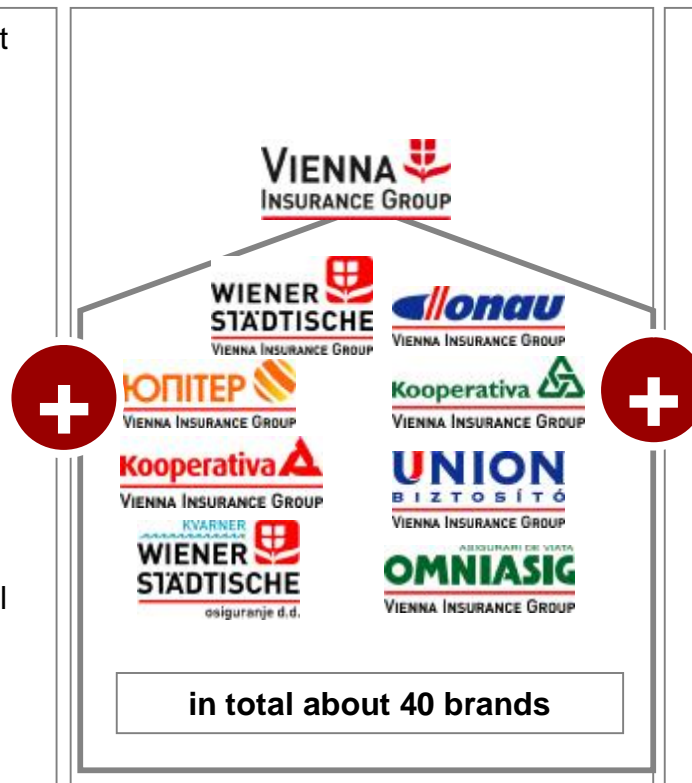 t
VIENNA
INSURANCE GROUP
WIENER
STÄDTISCHE
VIENNA INSURANCE GROUP
Donau
VIENNA INSURANCE GROUP
+
ЮПІТЕР
VIENNA INSURANCE GROUP
Kooperativa
VIENNA INSURANCE GROUP
+
Kooperativa
VIENNA INSURANCE GROUP
UNION
BIZTOSÍTÓ
VIENNA INSURANCE GROUP
KVARNER
WIENER
STÄDTISCHE
osiguranje d.d.
ASIGURARI DE VIATA
OMNIASIG
VIENNA INSURANCE GROUP
l
in total about 40 brands